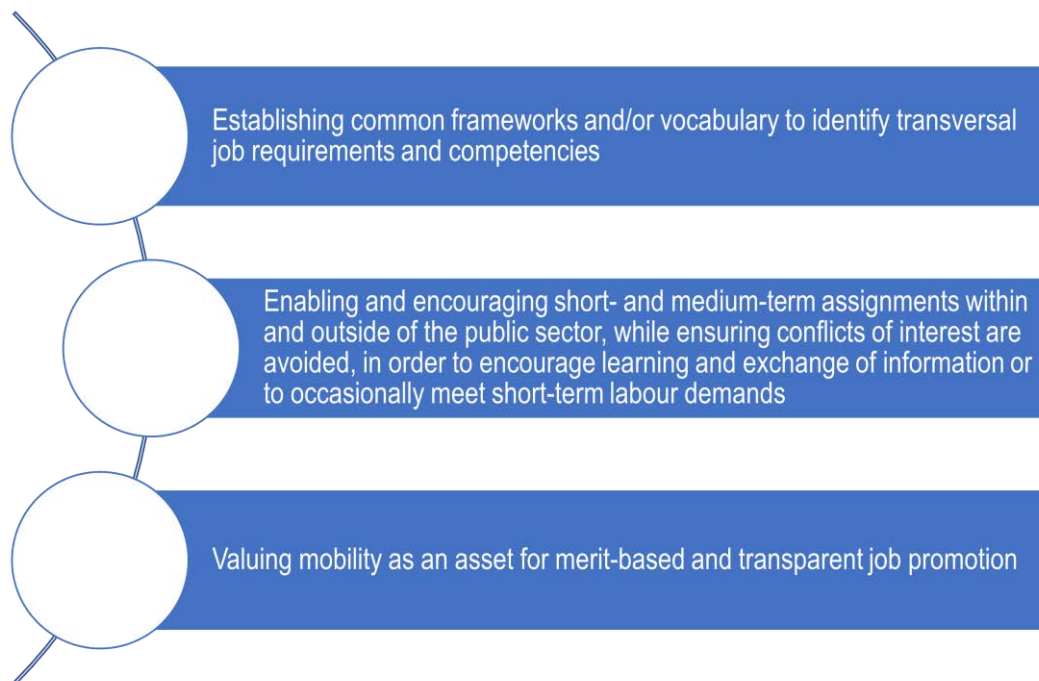 Establishing common frameworks and/or vocabulary to identify transversal
job requirements and competencies
Enabling and encouraging short- and medium-term assignments within
and outside of the public sector, while ensuring conflicts of interest are
avoided, in order to encourage learning and exchange of information or
to occasionally meet short-term labour demands
Valuing mobility as an asset for merit-based and transparent job promotion